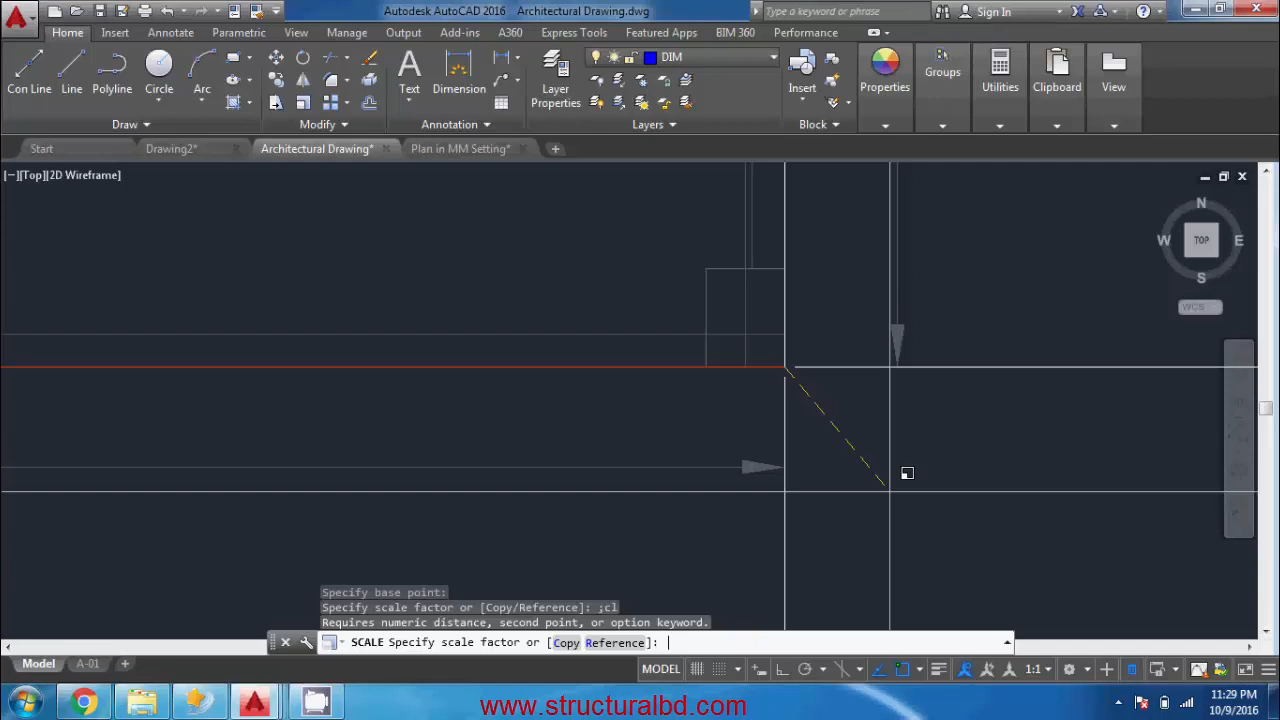 Autodesk AutoCAD 2016 Architectural Drawing.dwg
Type a keyword or phrase
Sign In
Home Insert Annotate Parametric View Manage Output Add-ins A360 Express Tools Featured Apps BIM 360 Performance
DIM
Con Line Line Polyline Circle Arc
Text Dimension
Layer Properties
Insert
Properties
Groups
Utilities
Clipboard
View
Draw Modify Annotation Layers Block
Start Drawing2* Architectural Drawing* Plan in MM Setting*
[−][Top][2D Wireframe]
N
W TOP E
S
WCS
Specify base point:
Specify scale factor or [Copy/Reference]: ;cl
Requires numeric distance, second point, or option keyword.
SCALE Specify scale factor or [Copy Reference]:
Model A-01
MODEL
1:1
11:29 PM
10/9/2016
www.structuralbd.com